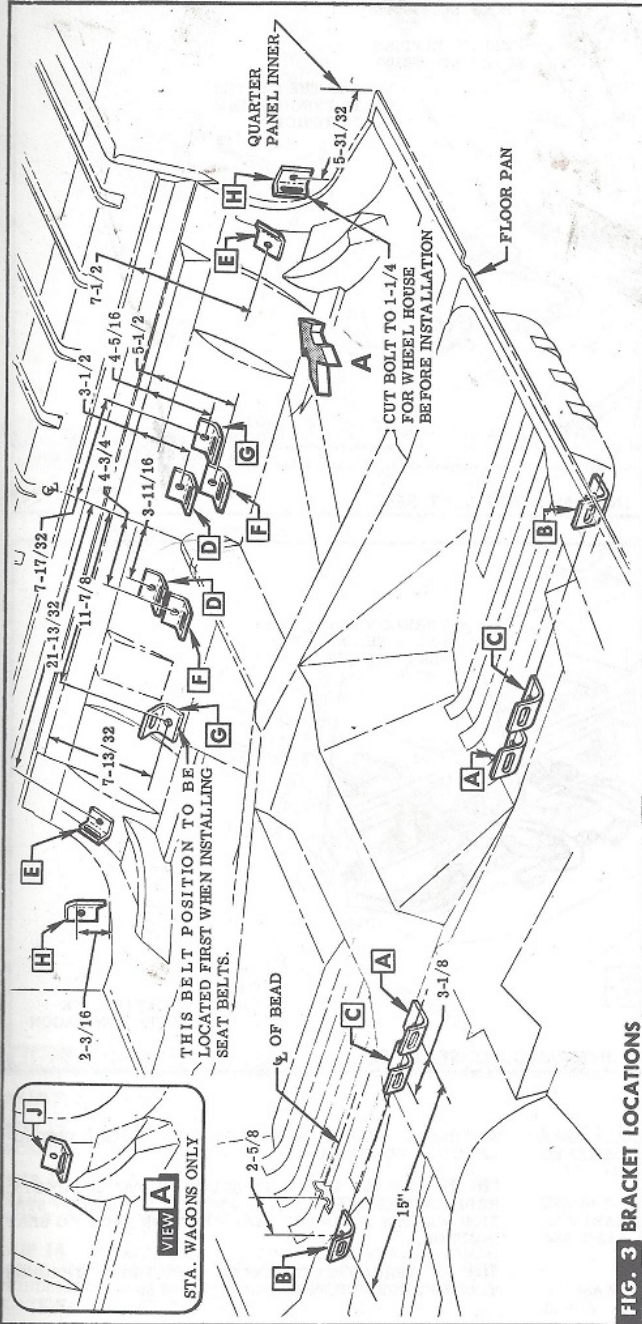 J
VIEW A
STA. WAGONS ONLY
2-3/16
H
E
7-13/32
21-13/32
11-7/8
7-17/32
℄
4-3/4
3-11/16
3-1/2
4-5/16
5-1/2
7-1/2
G
F
D
D
F
G
E
H
QUARTER
PANEL INNER
5-31/32
THIS BELT POSITION TO BE
LOCATED FIRST WHEN INSTALLING
SEAT BELTS.
A
CUT BOLT TO 1-1/4
FOR WHEEL HOUSE
BEFORE INSTALLATION
FLOOR PAN
2-5/8
℄ OF BEAD
B
C
A
3-1/8
15"
A
C
B
FIG. 3 BRACKET LOCATIONS